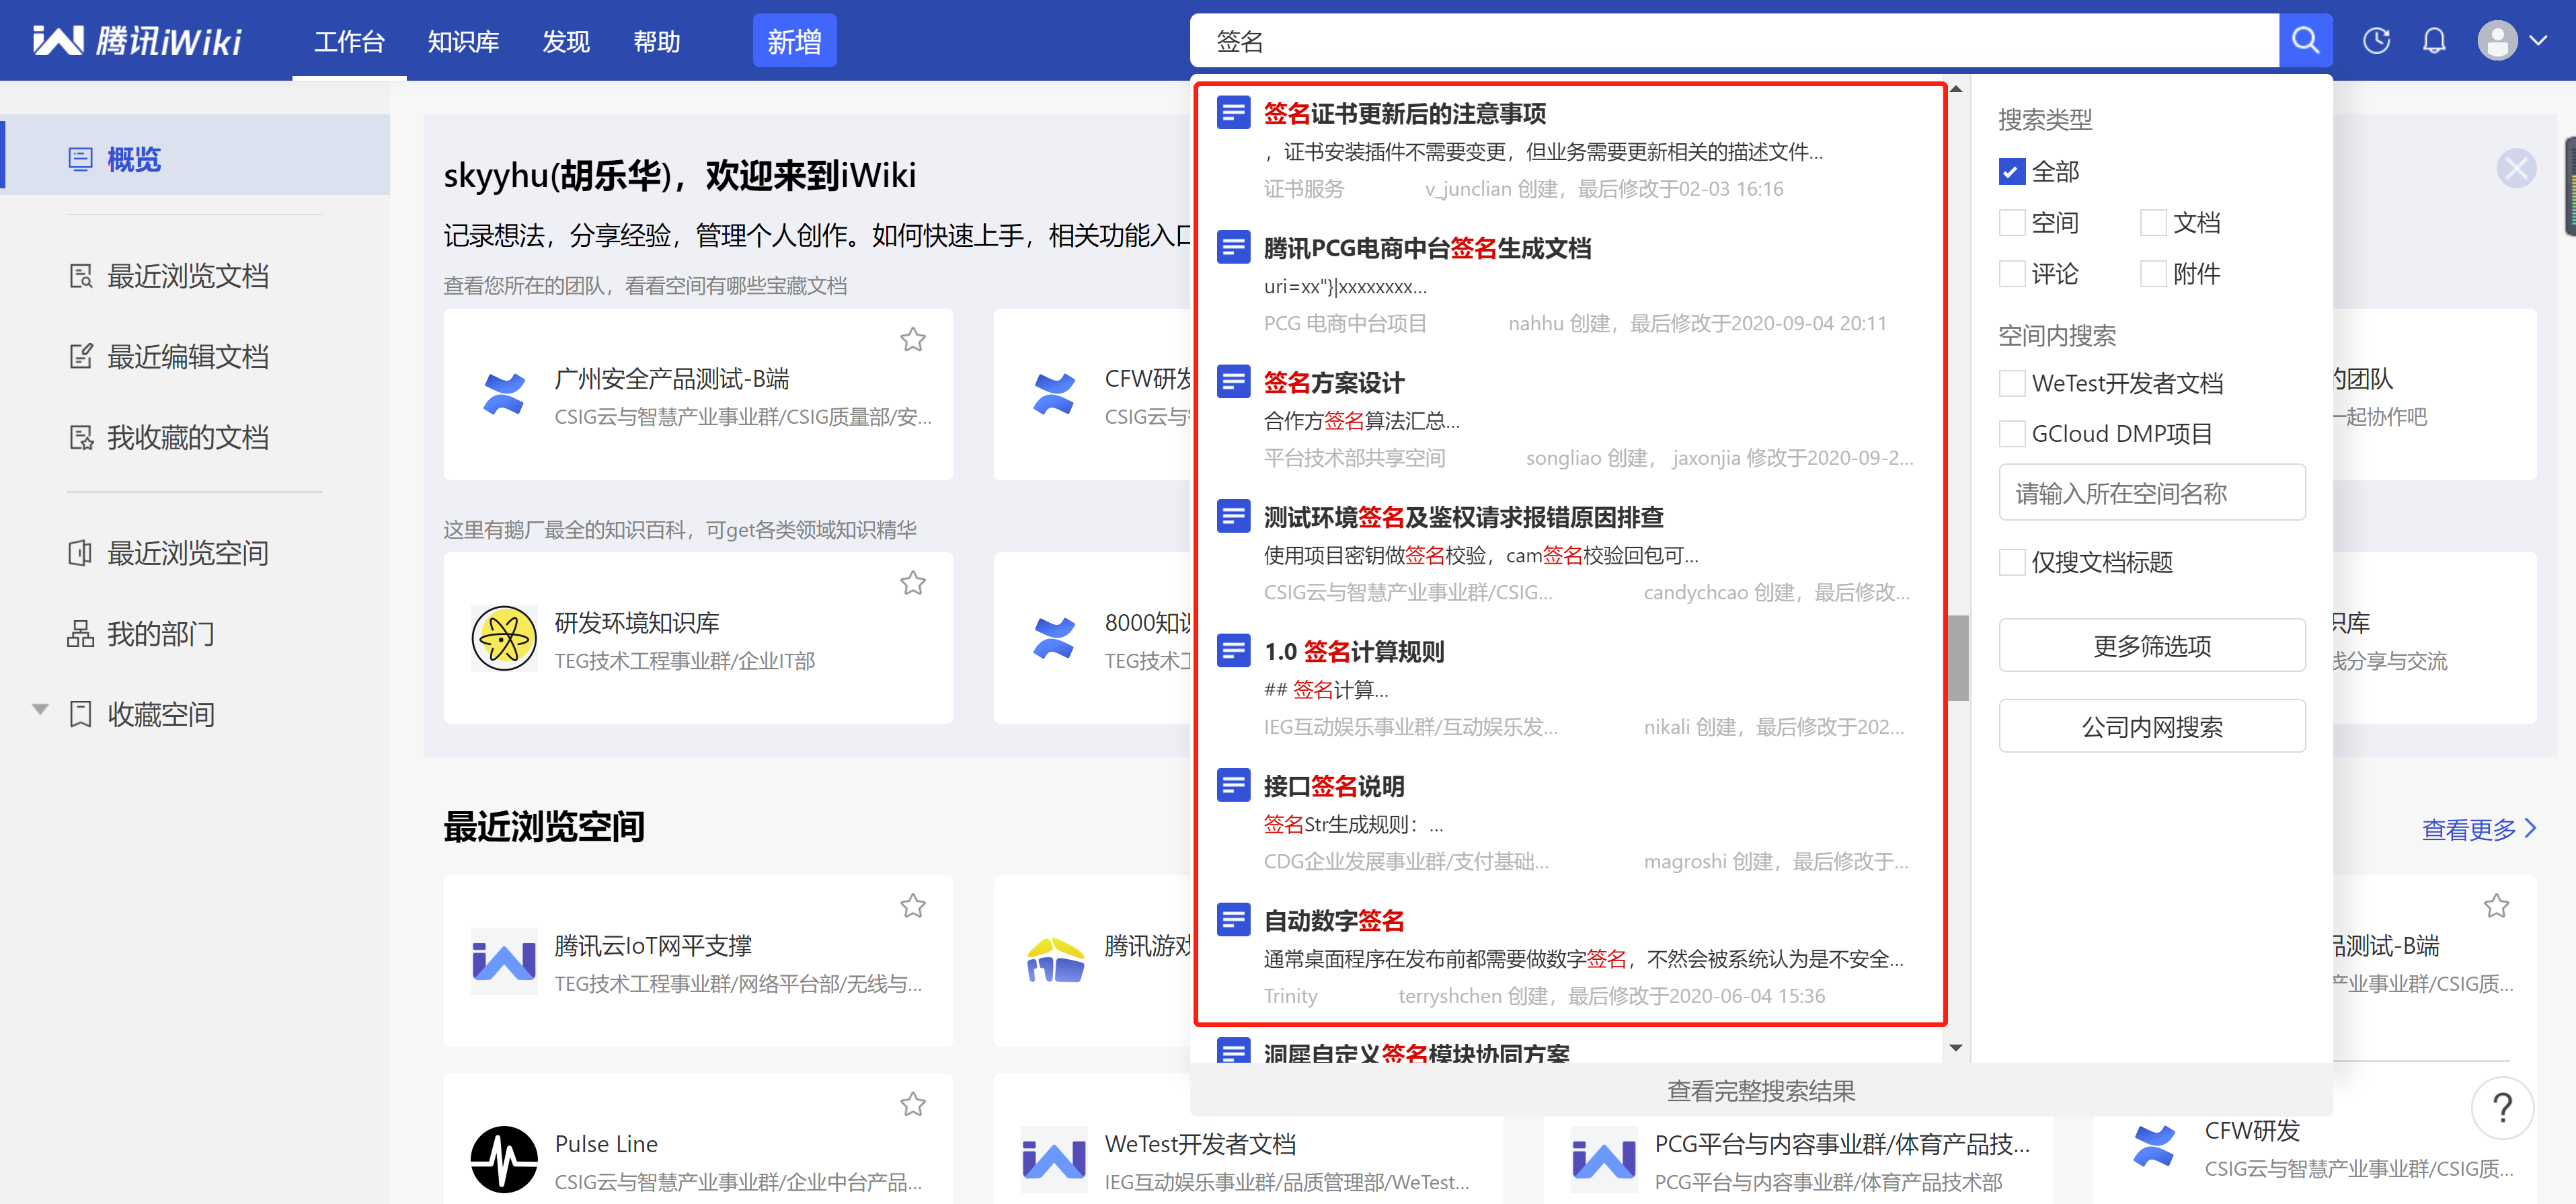 腾讯iWiki
工作台
知识库
发现
帮助
新增
签名
概览
最近浏览文档
最近编辑文档
我收藏的文档
最近浏览空间
我的部门
收藏空间
skyyhu(胡乐华)，欢迎来到iWiki
记录想法，分享经验，管理个人创作。如何快速上手，相关功能入口
查看您所在的团队，看看空间有哪些宝藏文档
广州安全产品测试-B端
CSIG云与智慧产业事业群/CSIG质量部/安...
CFW研发
CSIG云与
的团队
一起协作吧
这里有鹅厂最全的知识百科，可get各类领域知识精华
研发环境知识库
TEG技术工程事业群/企业IT部
8000知识
TEG技术工
识库
线分享与交流
最近浏览空间
查看更多
腾讯云IoT网平支撑
TEG技术工程事业群/网络平台部/无线与...
腾讯游戏
品测试-B端
产业事业群/CSIG质...
Pulse Line
CSIG云与智慧产业事业群/企业中台产品...
WeTest开发者文档
IEG互动娱乐事业群/品质管理部/WeTest...
PCG平台与内容事业群/体育产品技...
PCG平台与内容事业群/体育产品技术部
CFW研发
CSIG云与智慧产业事业群/CSIG质...
签名证书更新后的注意事项
，证书安装插件不需要变更，但业务需要更新相关的描述文件...
证书服务 v_junclian 创建，最后修改于02-03 16:16
腾讯PCG电商中台签名生成文档
uri=xx"}|xxxxxxxx...
PCG 电商中台项目 nahhu 创建，最后修改于2020-09-04 20:11
签名方案设计
合作方签名算法汇总...
平台技术部共享空间 songliao 创建， jaxonjia 修改于2020-09-2...
测试环境签名及鉴权请求报错原因排查
使用项目密钥做签名校验，cam签名校验回包可...
CSIG云与智慧产业事业群/CSIG... candychcao 创建，最后修改...
1.0 签名计算规则
## 签名计算...
IEG互动娱乐事业群/互动娱乐发... nikali 创建，最后修改于202...
接口签名说明
签名Str生成规则：...
CDG企业发展事业群/支付基础... magroshi 创建，最后修改于...
自动数字签名
通常桌面程序在发布前都需要做数字签名，不然会被系统认为是不安全...
Trinity terryshchen 创建，最后修改于2020-06-04 15:36
洞犀自定义签名模块协同方案
查看完整搜索结果
搜索类型
全部
空间
文档
评论
附件
空间内搜索
WeTest开发者文档
GCloud DMP项目
请输入所在空间名称
仅搜文档标题
更多筛选项
公司内网搜索
?